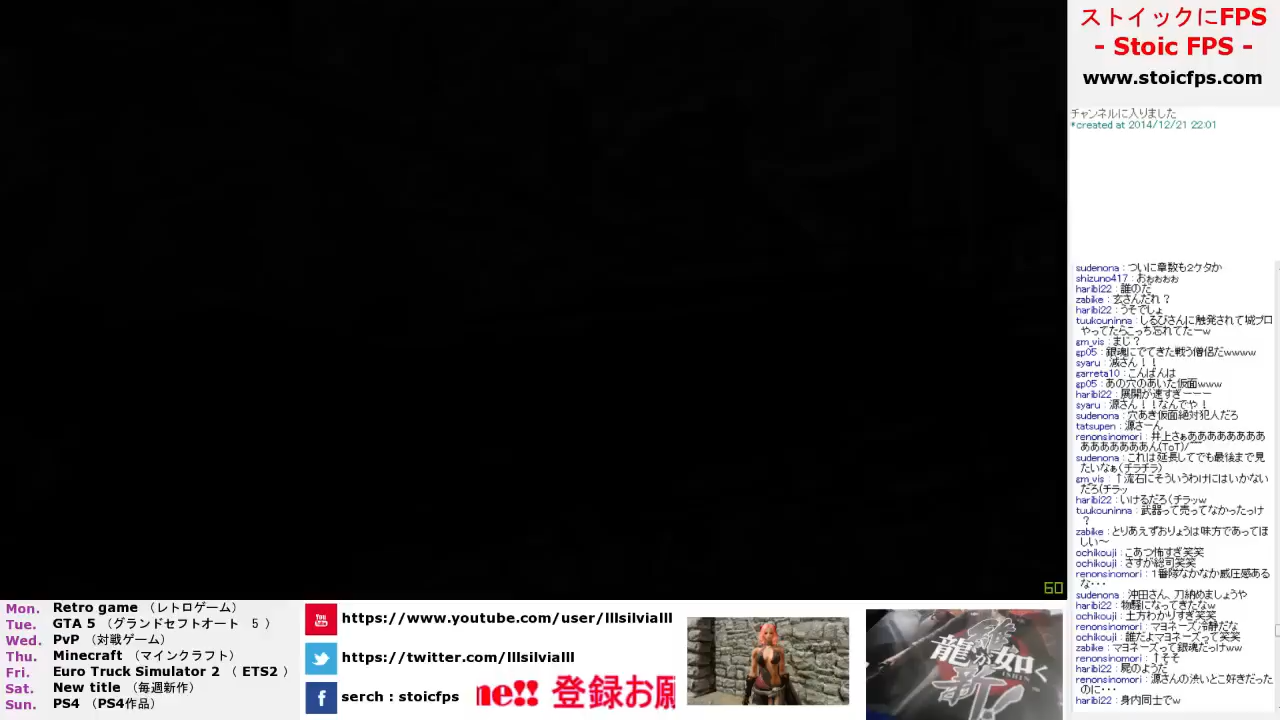 ストイックにFPS
- Stoic FPS -
www.stoicfps.com
チャンネルに入りました
*created at 2014/12/21 22:01
sudenona : ついに章数も2ケタか
shizuno417 : おぉぉぉぉ
haribl22 : 誰のた
zabike : 玄さんだれ？
haribl22 : うそでしょ
tuukouninna : しるびさんに触発されて城プロ
やってたらこっち忘れてたーw
gm_vis : まじ？
gp05 : 銀魂にでてきた戦う僧侶だwwww
syaru : 源さん！！
garreta10 : こんばんは
gp05 : あの穴のあいた仮面www
haribl22 : 展開が速すぎーーー
syaru : 源さん！！なんでや！
sudenona : 穴あき仮面絶対犯人だろ
tatsupen : 源さーん
renonsinomori : 井上さぁああああああああ
ああああああああん(ToT)/~~
sudenona : これは延長してでも最後まで見
たいなぁ(チラチラ)
gm_vis : ↑流石にそういうわけにはいかない
だろ(チラッ
haribl22 : いけるだろ(チラッw
tuukouninna : 武器って売ってなかったっけ
？
zabike : とりあえずおりょうは味方であってほ
しい～
ochikouji : こあつ怖すぎ笑笑
ochikouji : さすが総司笑笑
renonsinomori : 1番隊なかなか威圧感ある
な・・・
sudenona : 沖田さん、刀納めましょうや
haribl22 : 物騒になってきたなw
ochikouji : 土方わかりすぎ笑笑
renonsinomori : マヨネーズ冷静だな
ochikouji : 誰だよマヨネーズって笑笑
zabike : マヨネーズって銀魂だっけww
renonsinomori : ↑そそ
haribl22 : 屍のようだ
renonsinomori : 源さんの渋いとこ好きだった
のに・・・
haribl22 : 身内同士でw
60
Mon. Retro game （レトロゲーム）
Tue. GTA 5 （グランドセフトオート 5 ）
Wed. PvP （対戦ゲーム）
Thu. Minecraft （マインクラフト）
Fri. Euro Truck Simulator 2 （ ETS2 ）
Sat. New title （毎週新作）
Sun. PS4 （PS4作品）
You Tube
https://www.youtube.com/user/lllsilvialll
https://twitter.com/lllsilvialll
f serch : stoicfps
me!! 登録お願
龍が如く
維新
ISHIN